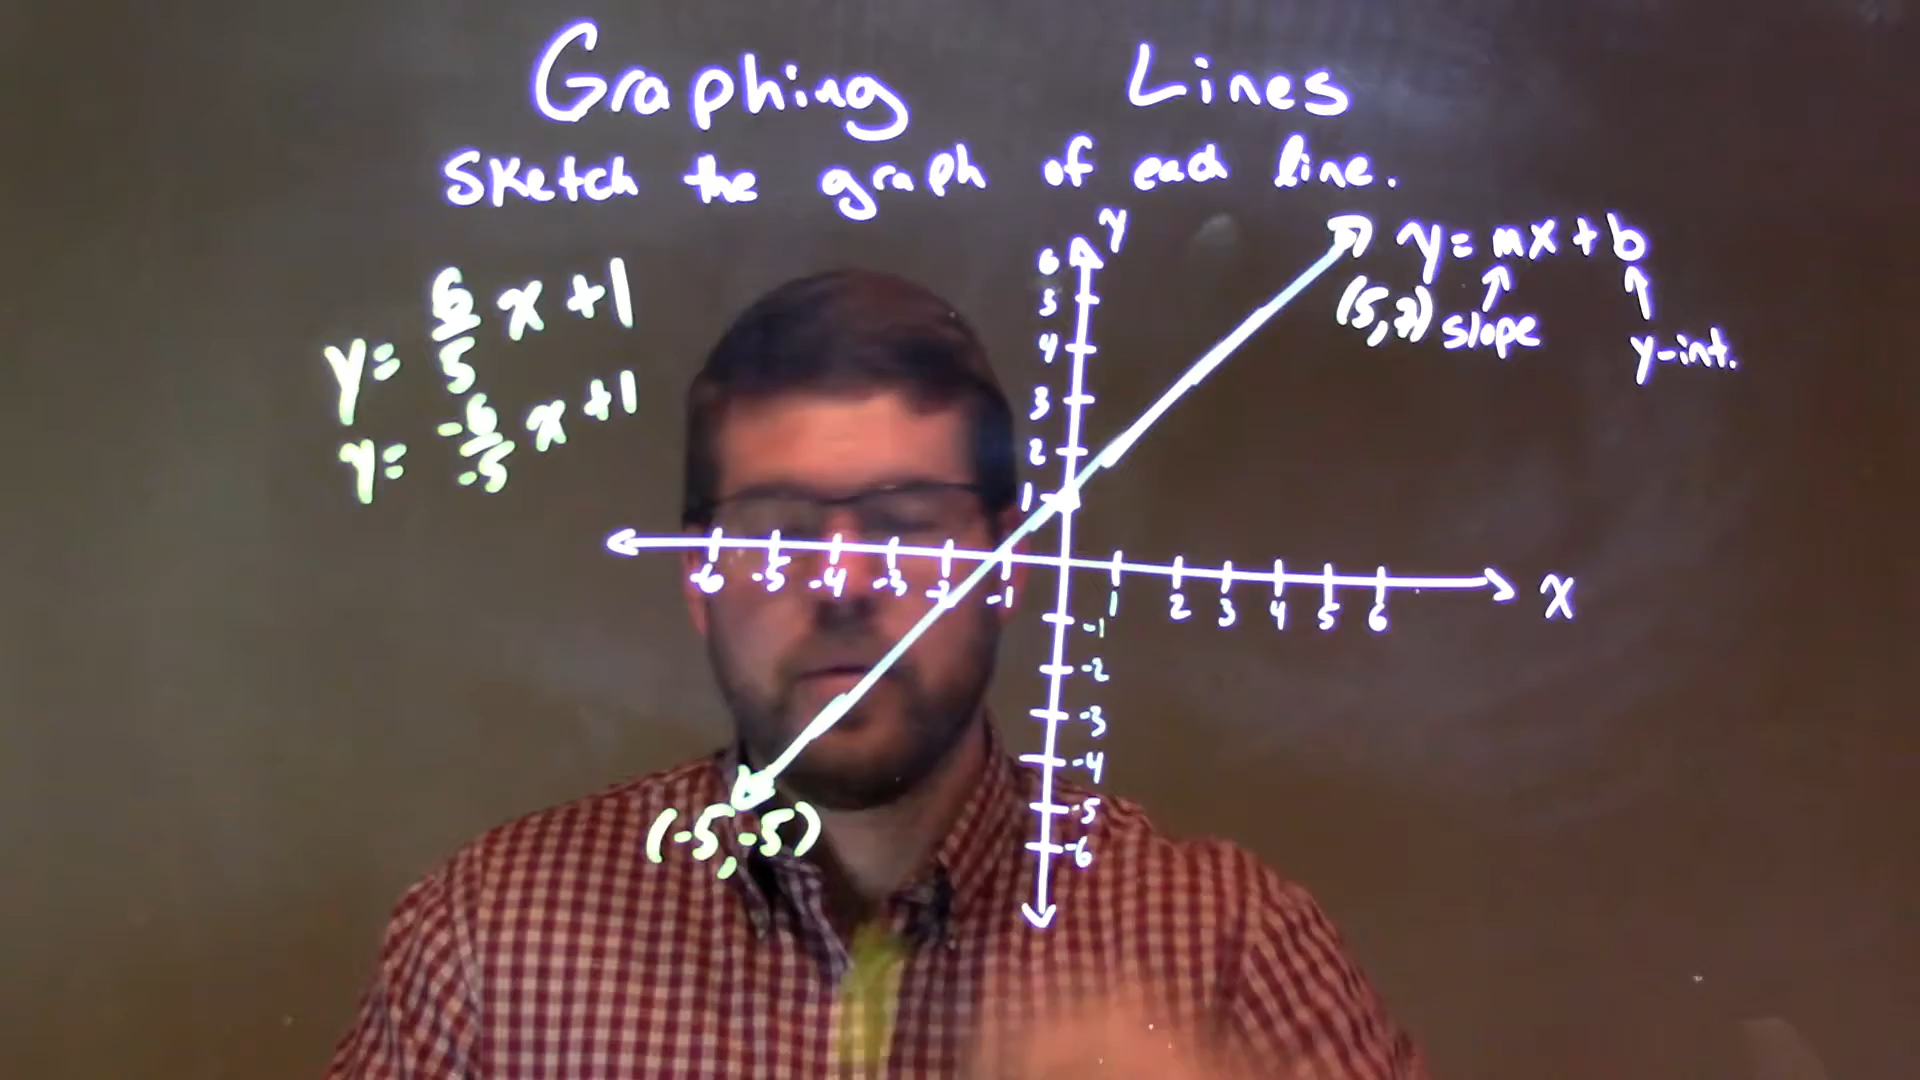 Graphing Lines
Sketch the graph of each line.
y = 6/5 x + 1
y = -6/-5 x + 1
y = mx + b
(5,7) slope
y-int.
y
6
5
4
3
2
1
-6 -5 -4 -3 -2 -1 1 2 3 4 5 6 x
-1
-2
-3
-4
-5
-6
(-5,-5)